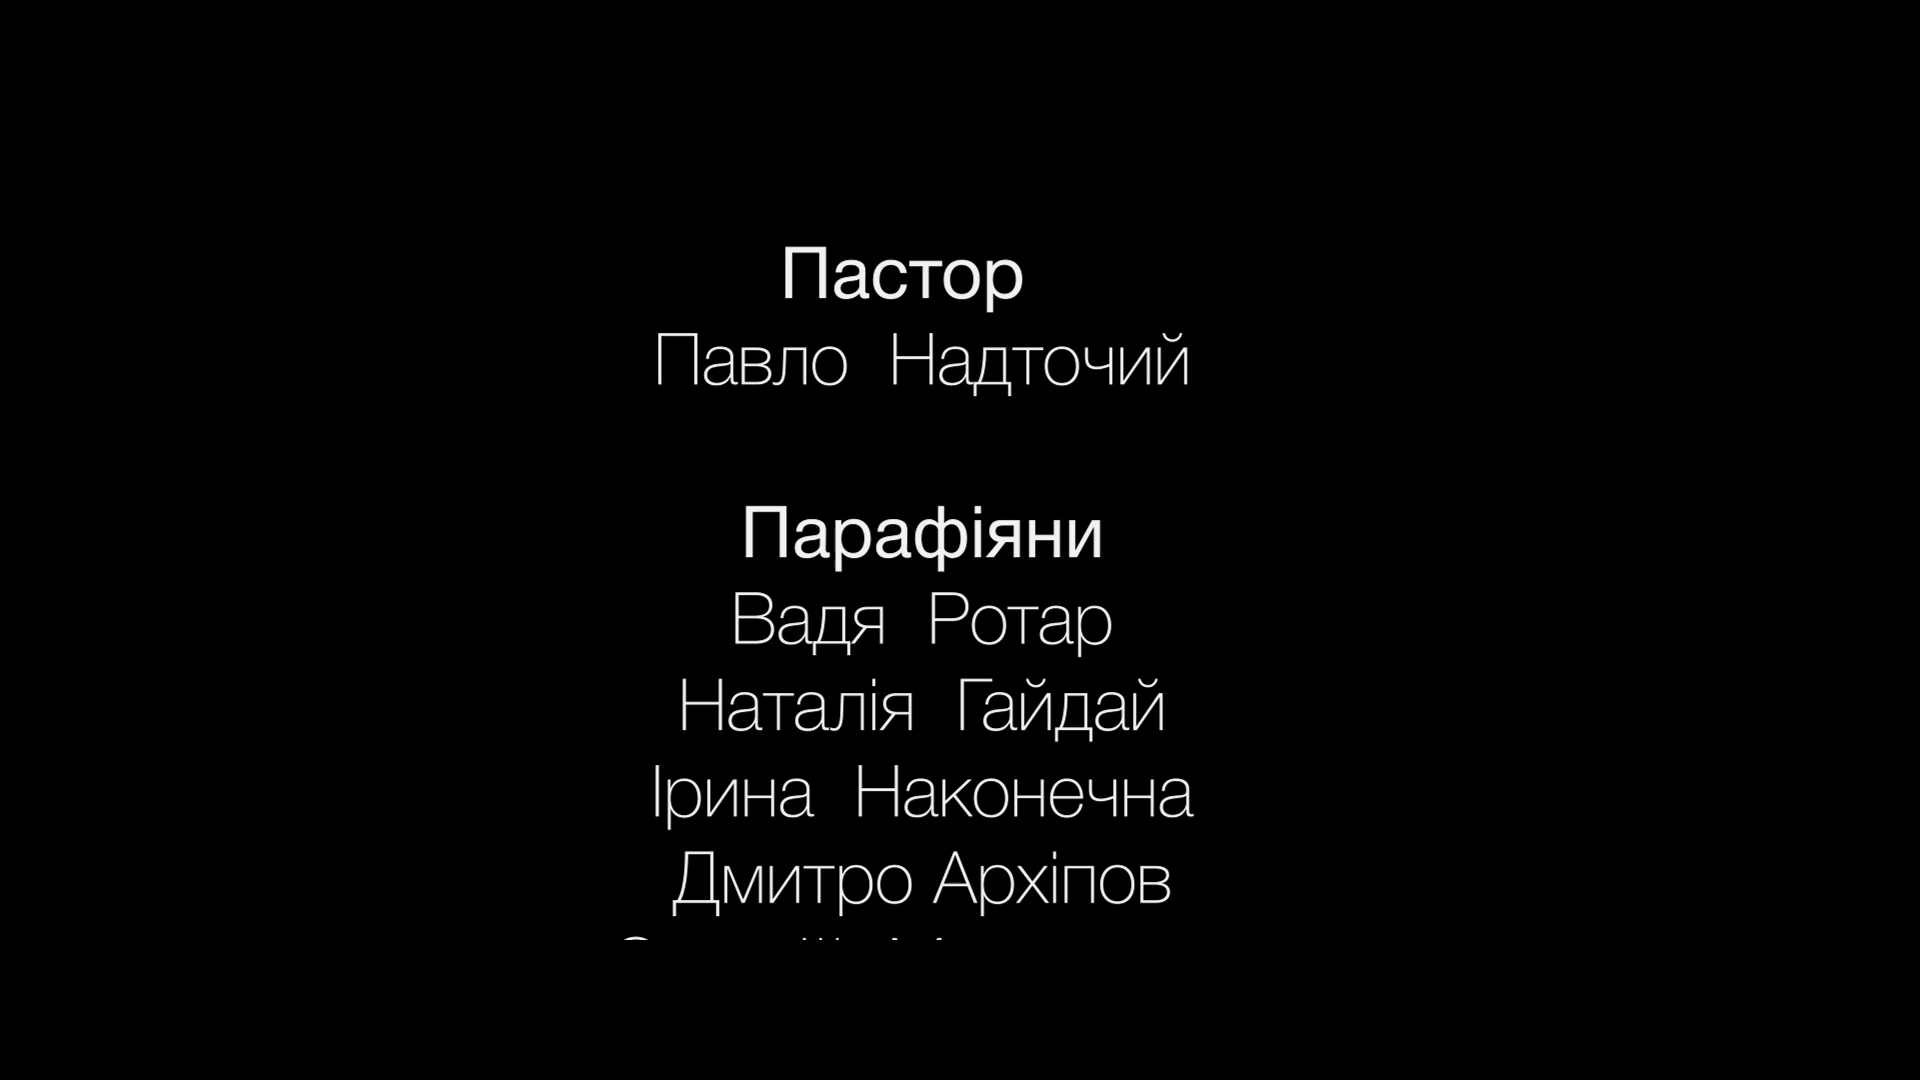 Пастор
Павло Надточий
Парафіяни
Вадя Ротар
Наталія Гайдай
Ірина Наконечна
Дмитро Архіпов